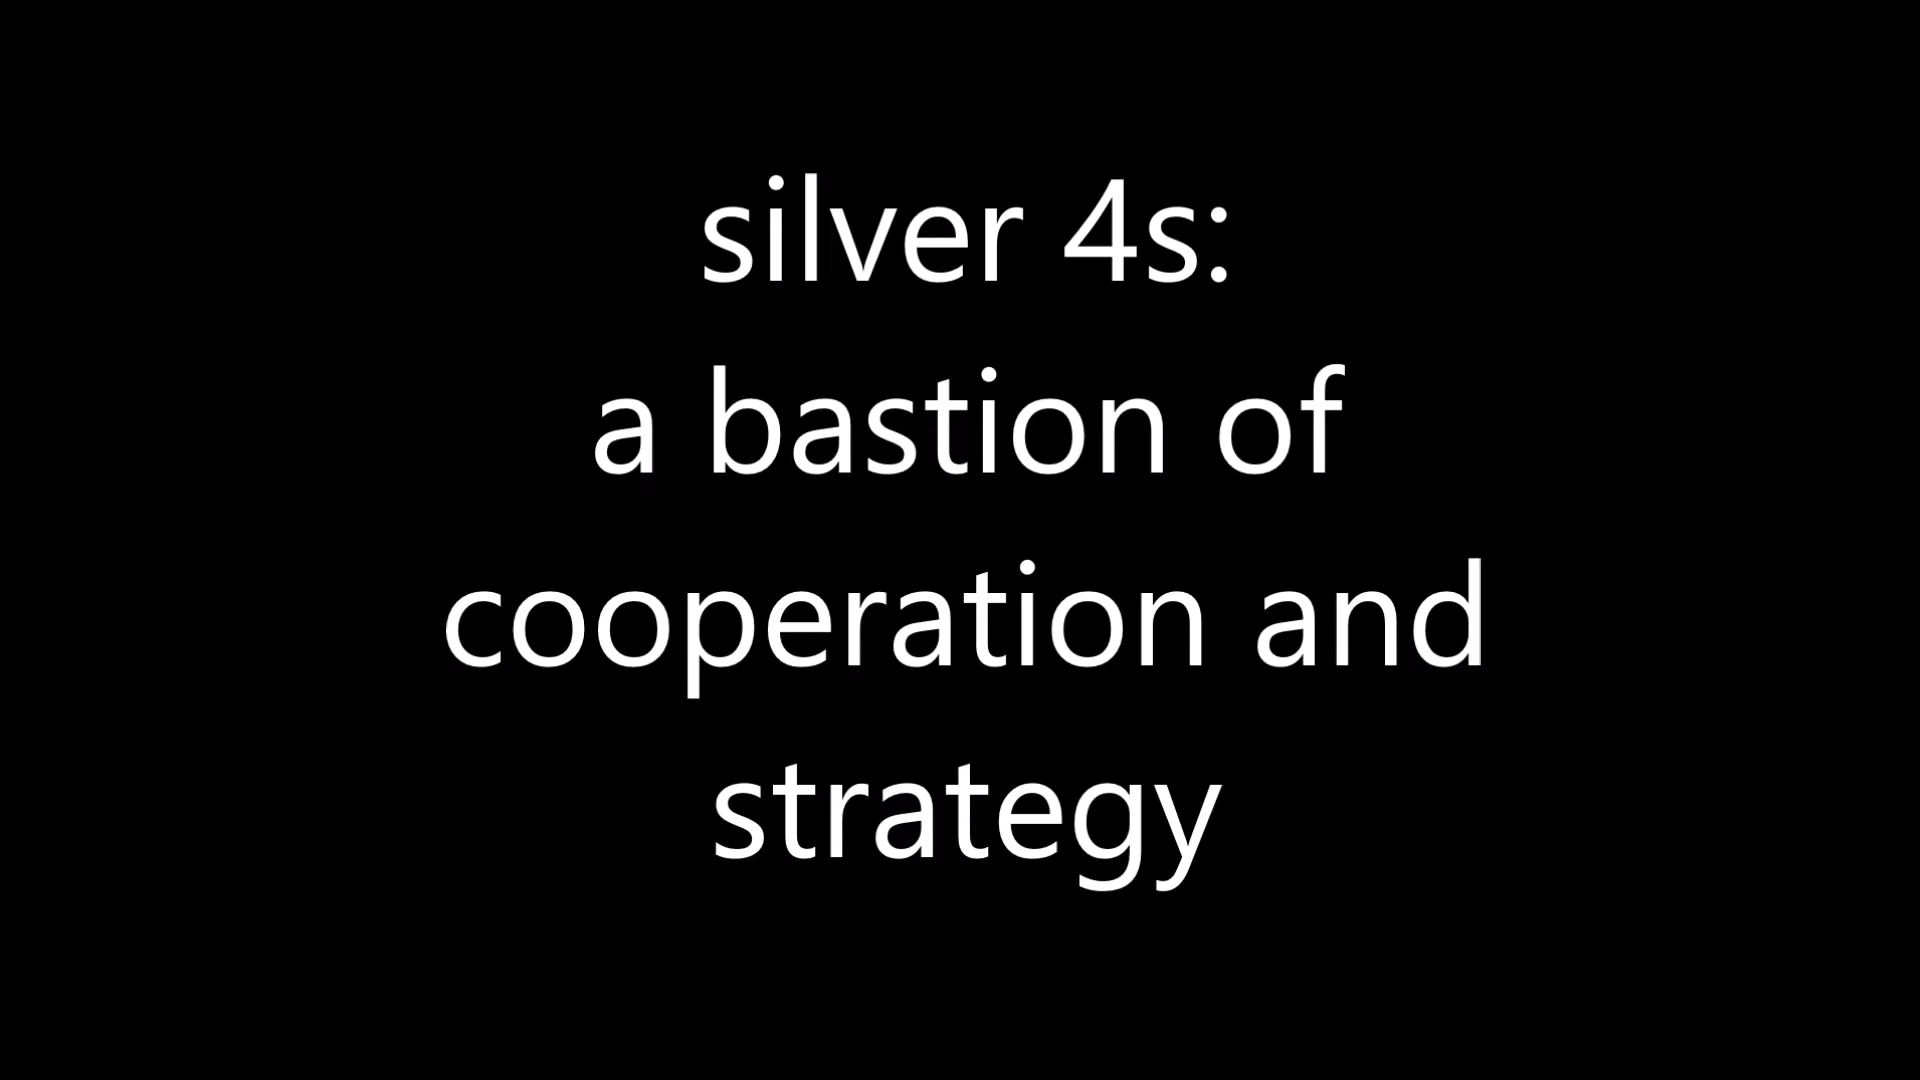 silver 4s:
a bastion of
cooperation and
strategy